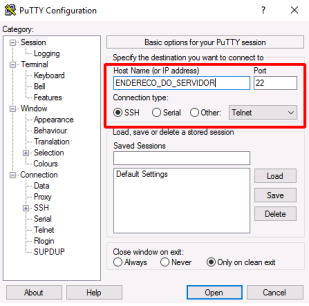 PuTTY Configuration
? ×
Category:
Session
Logging
Terminal
Keyboard
Bell
Features
Window
Appearance
Behaviour
Translation
Selection
Colours
Connection
Data
Proxy
SSH
Serial
Telnet
Rlogin
SUPDUP
Basic options for your PuTTY session
Specify the destination you want to connect to
Host Name (or IP address) Port
ENDERECO_DO_SERVIDOR 22
Connection type:
SSH Serial Other: Telnet
Load, save or delete a stored session
Saved Sessions
Default Settings
Load
Save
Delete
Close window on exit:
Always Never Only on clean exit
About Help Open Cancel